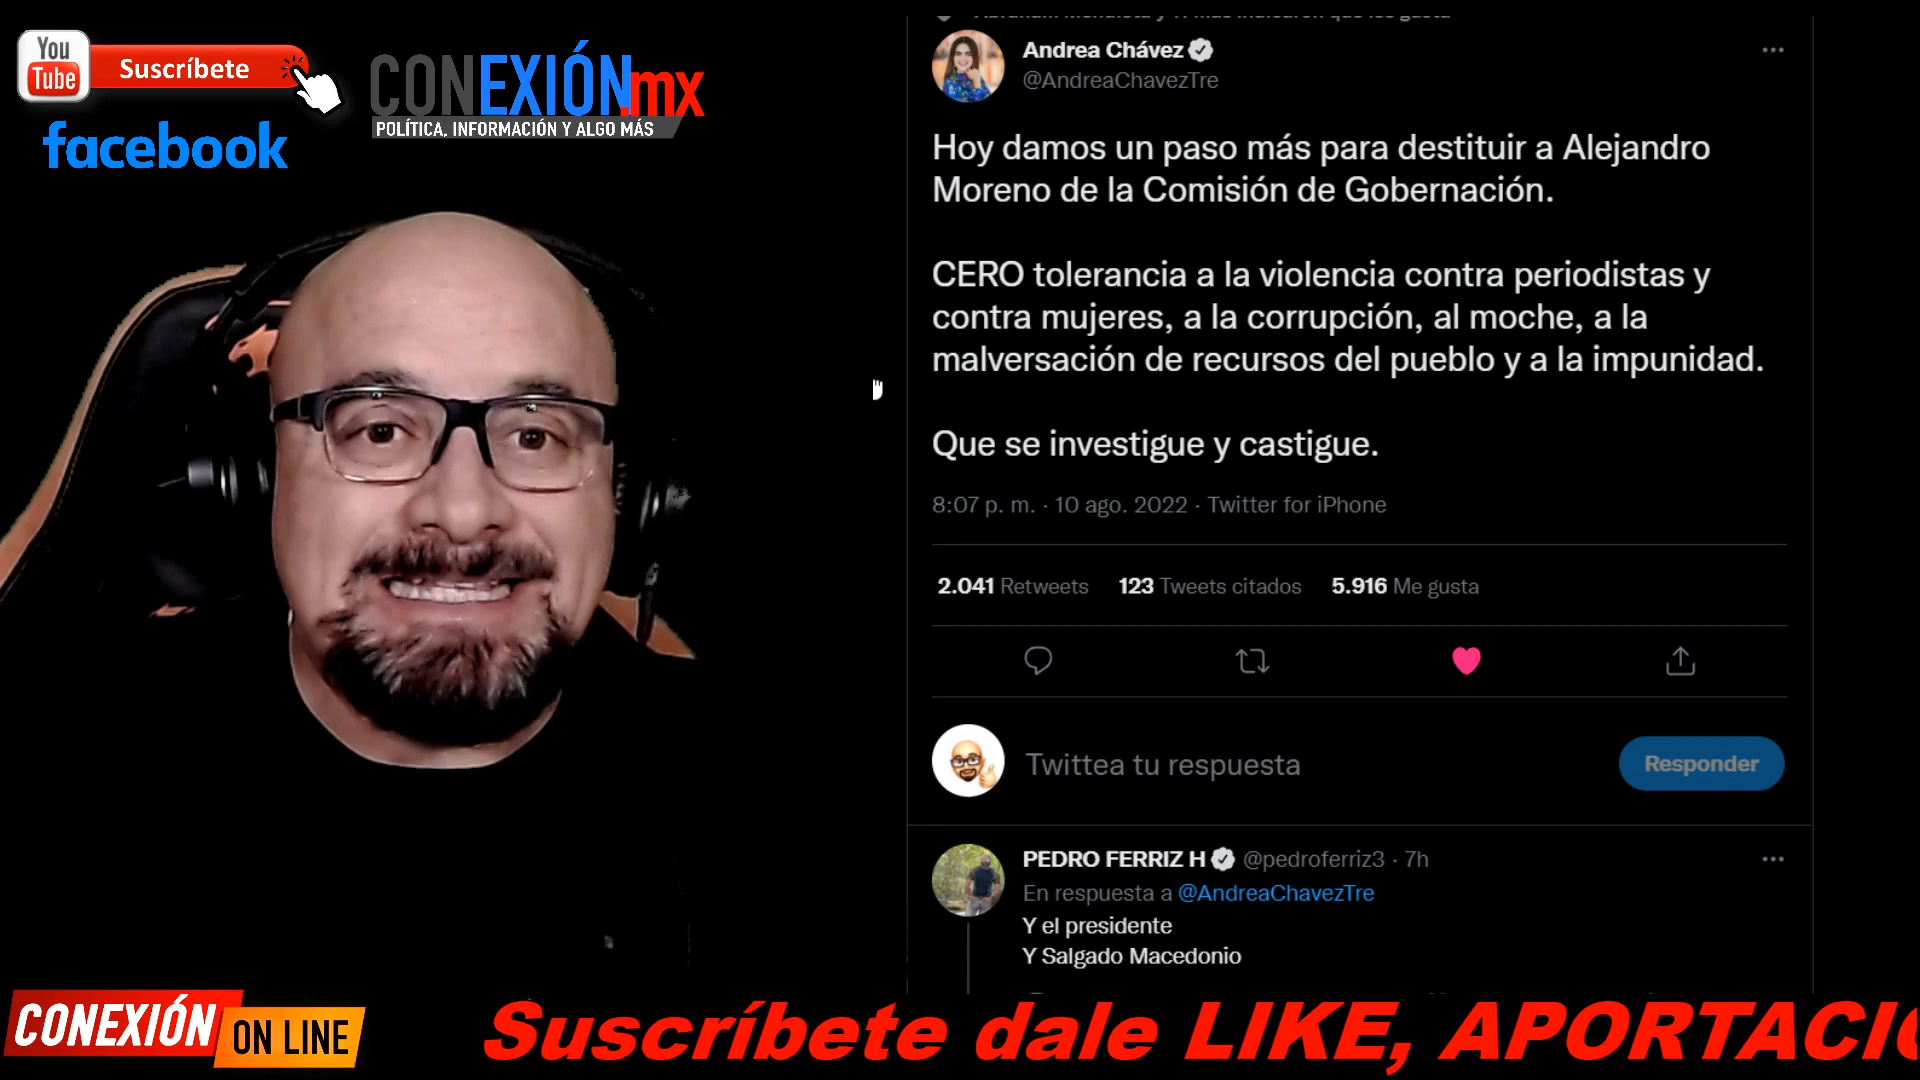 You
Tube
Suscríbete
facebook
CONEXIÓN.mx
POLÍTICA, INFORMACIÓN Y ALGO MÁS
Andrea Chávez
@AndreaChavezTre
Hoy damos un paso más para destituir a Alejandro
Moreno de la Comisión de Gobernación.
CERO tolerancia a la violencia contra periodistas y
contra mujeres, a la corrupción, al moche, a la
malversación de recursos del pueblo y a la impunidad.
Que se investigue y castigue.
8:07 p. m. · 10 ago. 2022 · Twitter for iPhone
2.041 Retweets 123 Tweets citados 5.916 Me gusta
Twittea tu respuesta
Responder
PEDRO FERRIZ H @pedroferriz3 · 7h
En respuesta a @AndreaChavezTre
Y el presidente
Y Salgado Macedonio
CONEXIÓN ON LINE
Suscríbete dale LIKE, APORTACIO